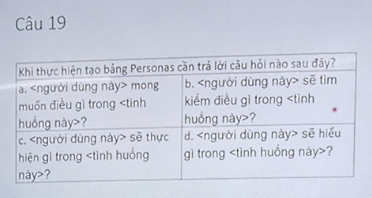 Câu 19
Khi thực hiện tạo bảng Personas cần trả lời câu hỏi nào sau đây?
a. <người dùng này> mong
muốn điều gì trong <tình
huống này>?
b. <người dùng này> sẽ tìm
kiếm điều gì trong <tình
huống này>?
c. <người dùng này> sẽ thực
hiện gì trong <tình huống
này>?
d. <người dùng này> sẽ hiểu
gì trong <tình huống này>?